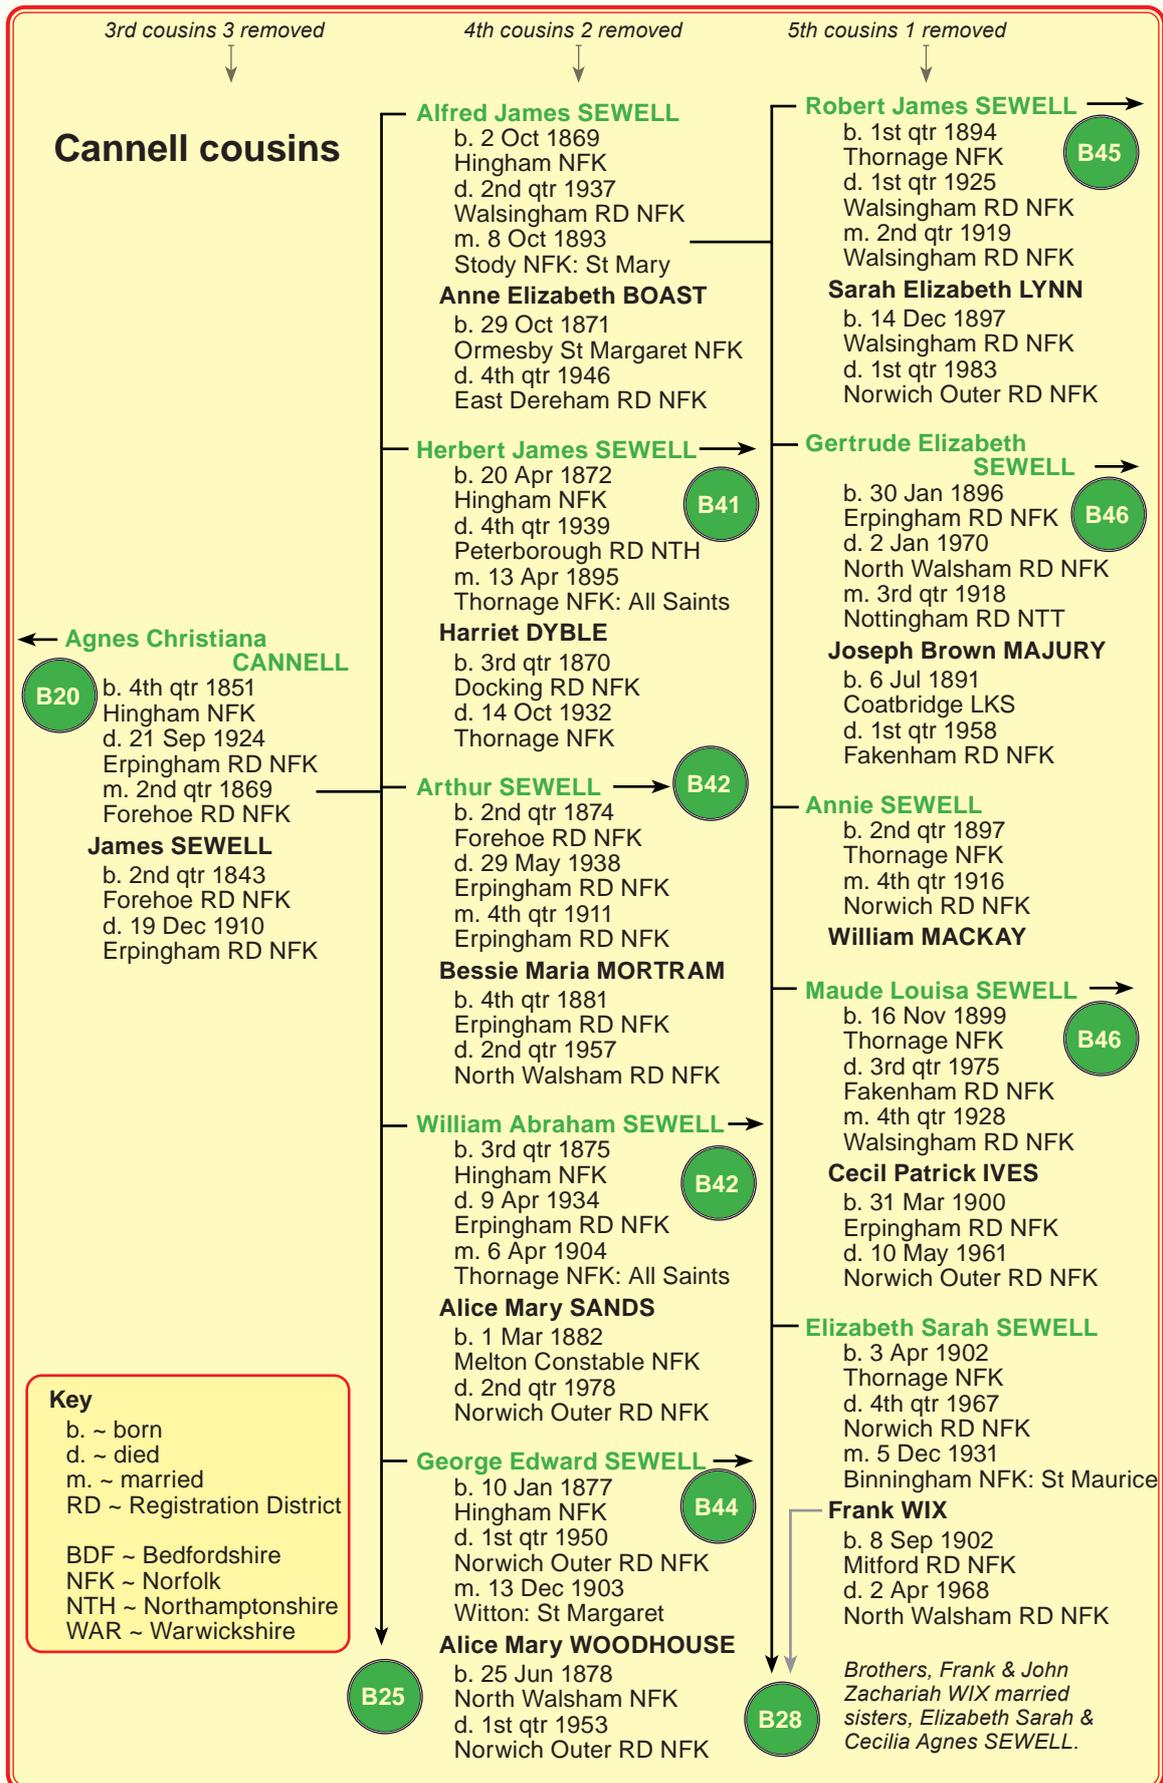 3rd cousins 3 removed
4th cousins 2 removed
5th cousins 1 removed
Cannell cousins
Agnes Christiana
CANNELL
B20
b. 4th qtr 1851
Hingham NFK
d. 21 Sep 1924
Erpingham RD NFK
m. 2nd qtr 1869
Forehoe RD NFK
James SEWELL
b. 2nd qtr 1843
Forehoe RD NFK
d. 19 Dec 1910
Erpingham RD NFK
Key
b. ~ born
d. ~ died
m. ~ married
RD ~ Registration District
BDF ~ Bedfordshire
NFK ~ Norfolk
NTH ~ Northamptonshire
WAR ~ Warwickshire
Alfred James SEWELL
b. 2 Oct 1869
Hingham NFK
d. 2nd qtr 1937
Walsingham RD NFK
m. 8 Oct 1893
Stody NFK: St Mary
Anne Elizabeth BOAST
b. 29 Oct 1871
Ormesby St Margaret NFK
d. 4th qtr 1946
East Dereham RD NFK
Herbert James SEWELL
B41
b. 20 Apr 1872
Hingham NFK
d. 4th qtr 1939
Peterborough RD NTH
m. 13 Apr 1895
Thornage NFK: All Saints
Harriet DYBLE
b. 3rd qtr 1870
Docking RD NFK
d. 14 Oct 1932
Thornage NFK
Arthur SEWELL
B42
b. 2nd qtr 1874
Forehoe RD NFK
d. 29 May 1938
Erpingham RD NFK
m. 4th qtr 1911
Erpingham RD NFK
Bessie Maria MORTRAM
b. 4th qtr 1881
Erpingham RD NFK
d. 2nd qtr 1957
North Walsham RD NFK
William Abraham SEWELL
B42
b. 3rd qtr 1875
Hingham NFK
d. 9 Apr 1934
Erpingham RD NFK
m. 6 Apr 1904
Thornage NFK: All Saints
Alice Mary SANDS
b. 1 Mar 1882
Melton Constable NFK
d. 2nd qtr 1978
Norwich Outer RD NFK
George Edward SEWELL
B44
b. 10 Jan 1877
Hingham NFK
d. 1st qtr 1950
Norwich Outer RD NFK
m. 13 Dec 1903
Witton: St Margaret
Alice Mary WOODHOUSE
b. 25 Jun 1878
North Walsham NFK
d. 1st qtr 1953
Norwich Outer RD NFK
B25
Robert James SEWELL
B45
b. 1st qtr 1894
Thornage NFK
d. 1st qtr 1925
Walsingham RD NFK
m. 2nd qtr 1919
Walsingham RD NFK
Sarah Elizabeth LYNN
b. 14 Dec 1897
Walsingham RD NFK
d. 1st qtr 1983
Norwich Outer RD NFK
Gertrude Elizabeth
SEWELL
B46
b. 30 Jan 1896
Erpingham RD NFK
d. 2 Jan 1970
North Walsham RD NFK
m. 3rd qtr 1918
Nottingham RD NTT
Joseph Brown MAJURY
b. 6 Jul 1891
Coatbridge LKS
d. 1st qtr 1958
Fakenham RD NFK
Annie SEWELL
b. 2nd qtr 1897
Thornage NFK
m. 4th qtr 1916
Norwich RD NFK
William MACKAY
Maude Louisa SEWELL
B46
b. 16 Nov 1899
Thornage NFK
d. 3rd qtr 1975
Fakenham RD NFK
m. 4th qtr 1928
Walsingham RD NFK
Cecil Patrick IVES
b. 31 Mar 1900
Erpingham RD NFK
d. 10 May 1961
Norwich Outer RD NFK
Elizabeth Sarah SEWELL
b. 3 Apr 1902
Thornage NFK
d. 4th qtr 1967
Norwich RD NFK
m. 5 Dec 1931
Binningham NFK: St Maurice
Frank WIX
b. 8 Sep 1902
Mitford RD NFK
d. 2 Apr 1968
North Walsham RD NFK
B28
Brothers, Frank & John
Zachariah WIX married
sisters, Elizabeth Sarah &
Cecilia Agnes SEWELL.